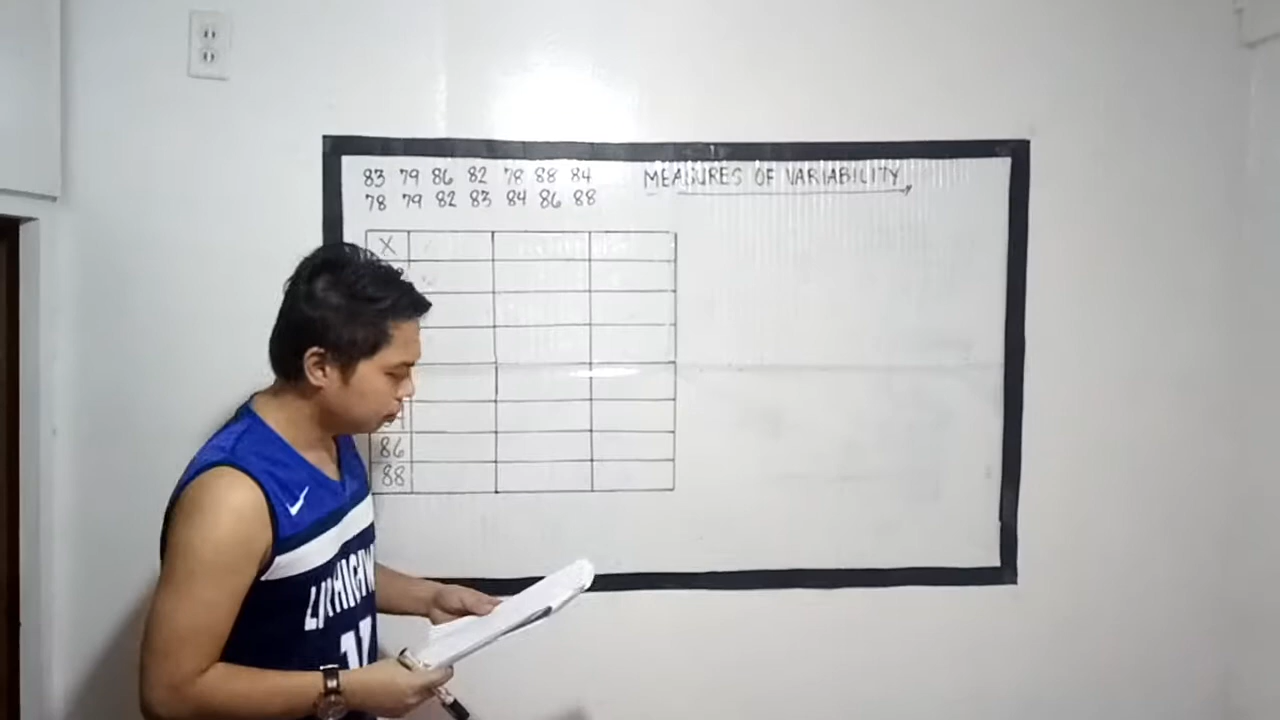 83 79 86 82 78 88 84
MEASURES OF VARIABILITY
78 79 82 83 84 86 88
X
86
88